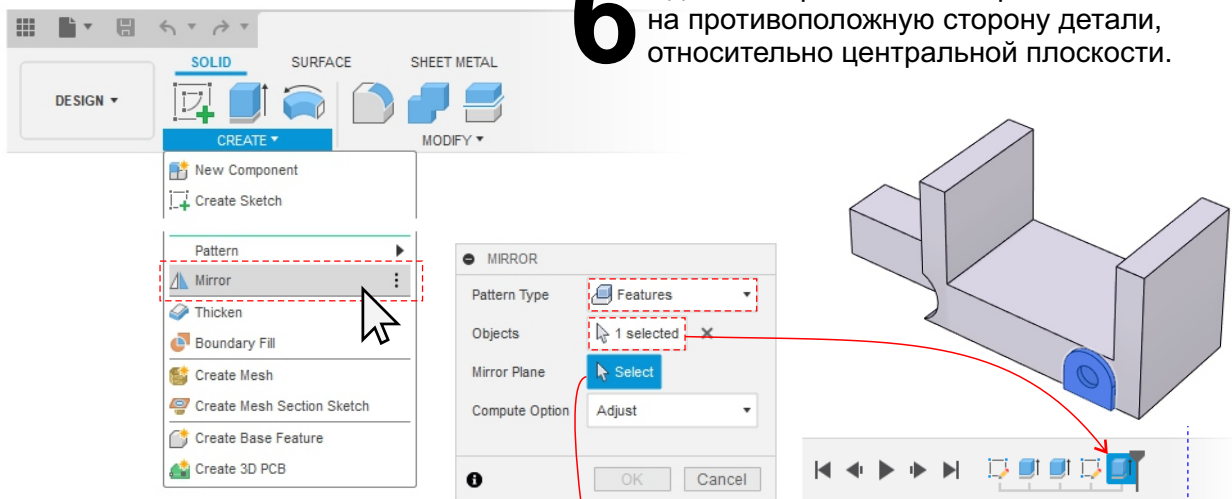 6
на противоположную сторону детали,
относительно центральной плоскости.
SOLID SURFACE SHEET METAL
DESIGN
CREATE MODIFY
New Component
Create Sketch
Pattern
Mirror
Thicken
Boundary Fill
Create Mesh
Create Mesh Section Sketch
Create Base Feature
Create 3D PCB
MIRROR
Pattern Type Features
Objects 1 selected
Mirror Plane Select
Compute Option Adjust
OK Cancel